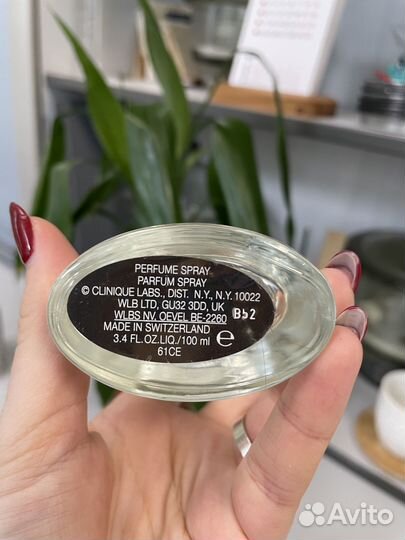 PERFUME SPRAY
PARFUM SPRAY
© CLINIQUE LABS., DIST. N.Y., N.Y. 10022
WLB LTD, GU32 3DD, UK
WLBS NV. OEVEL BE-2260 B52
MADE IN SWITZERLAND e
3.4 FL.OZ.LIQ./100 ml
61CE
Avito